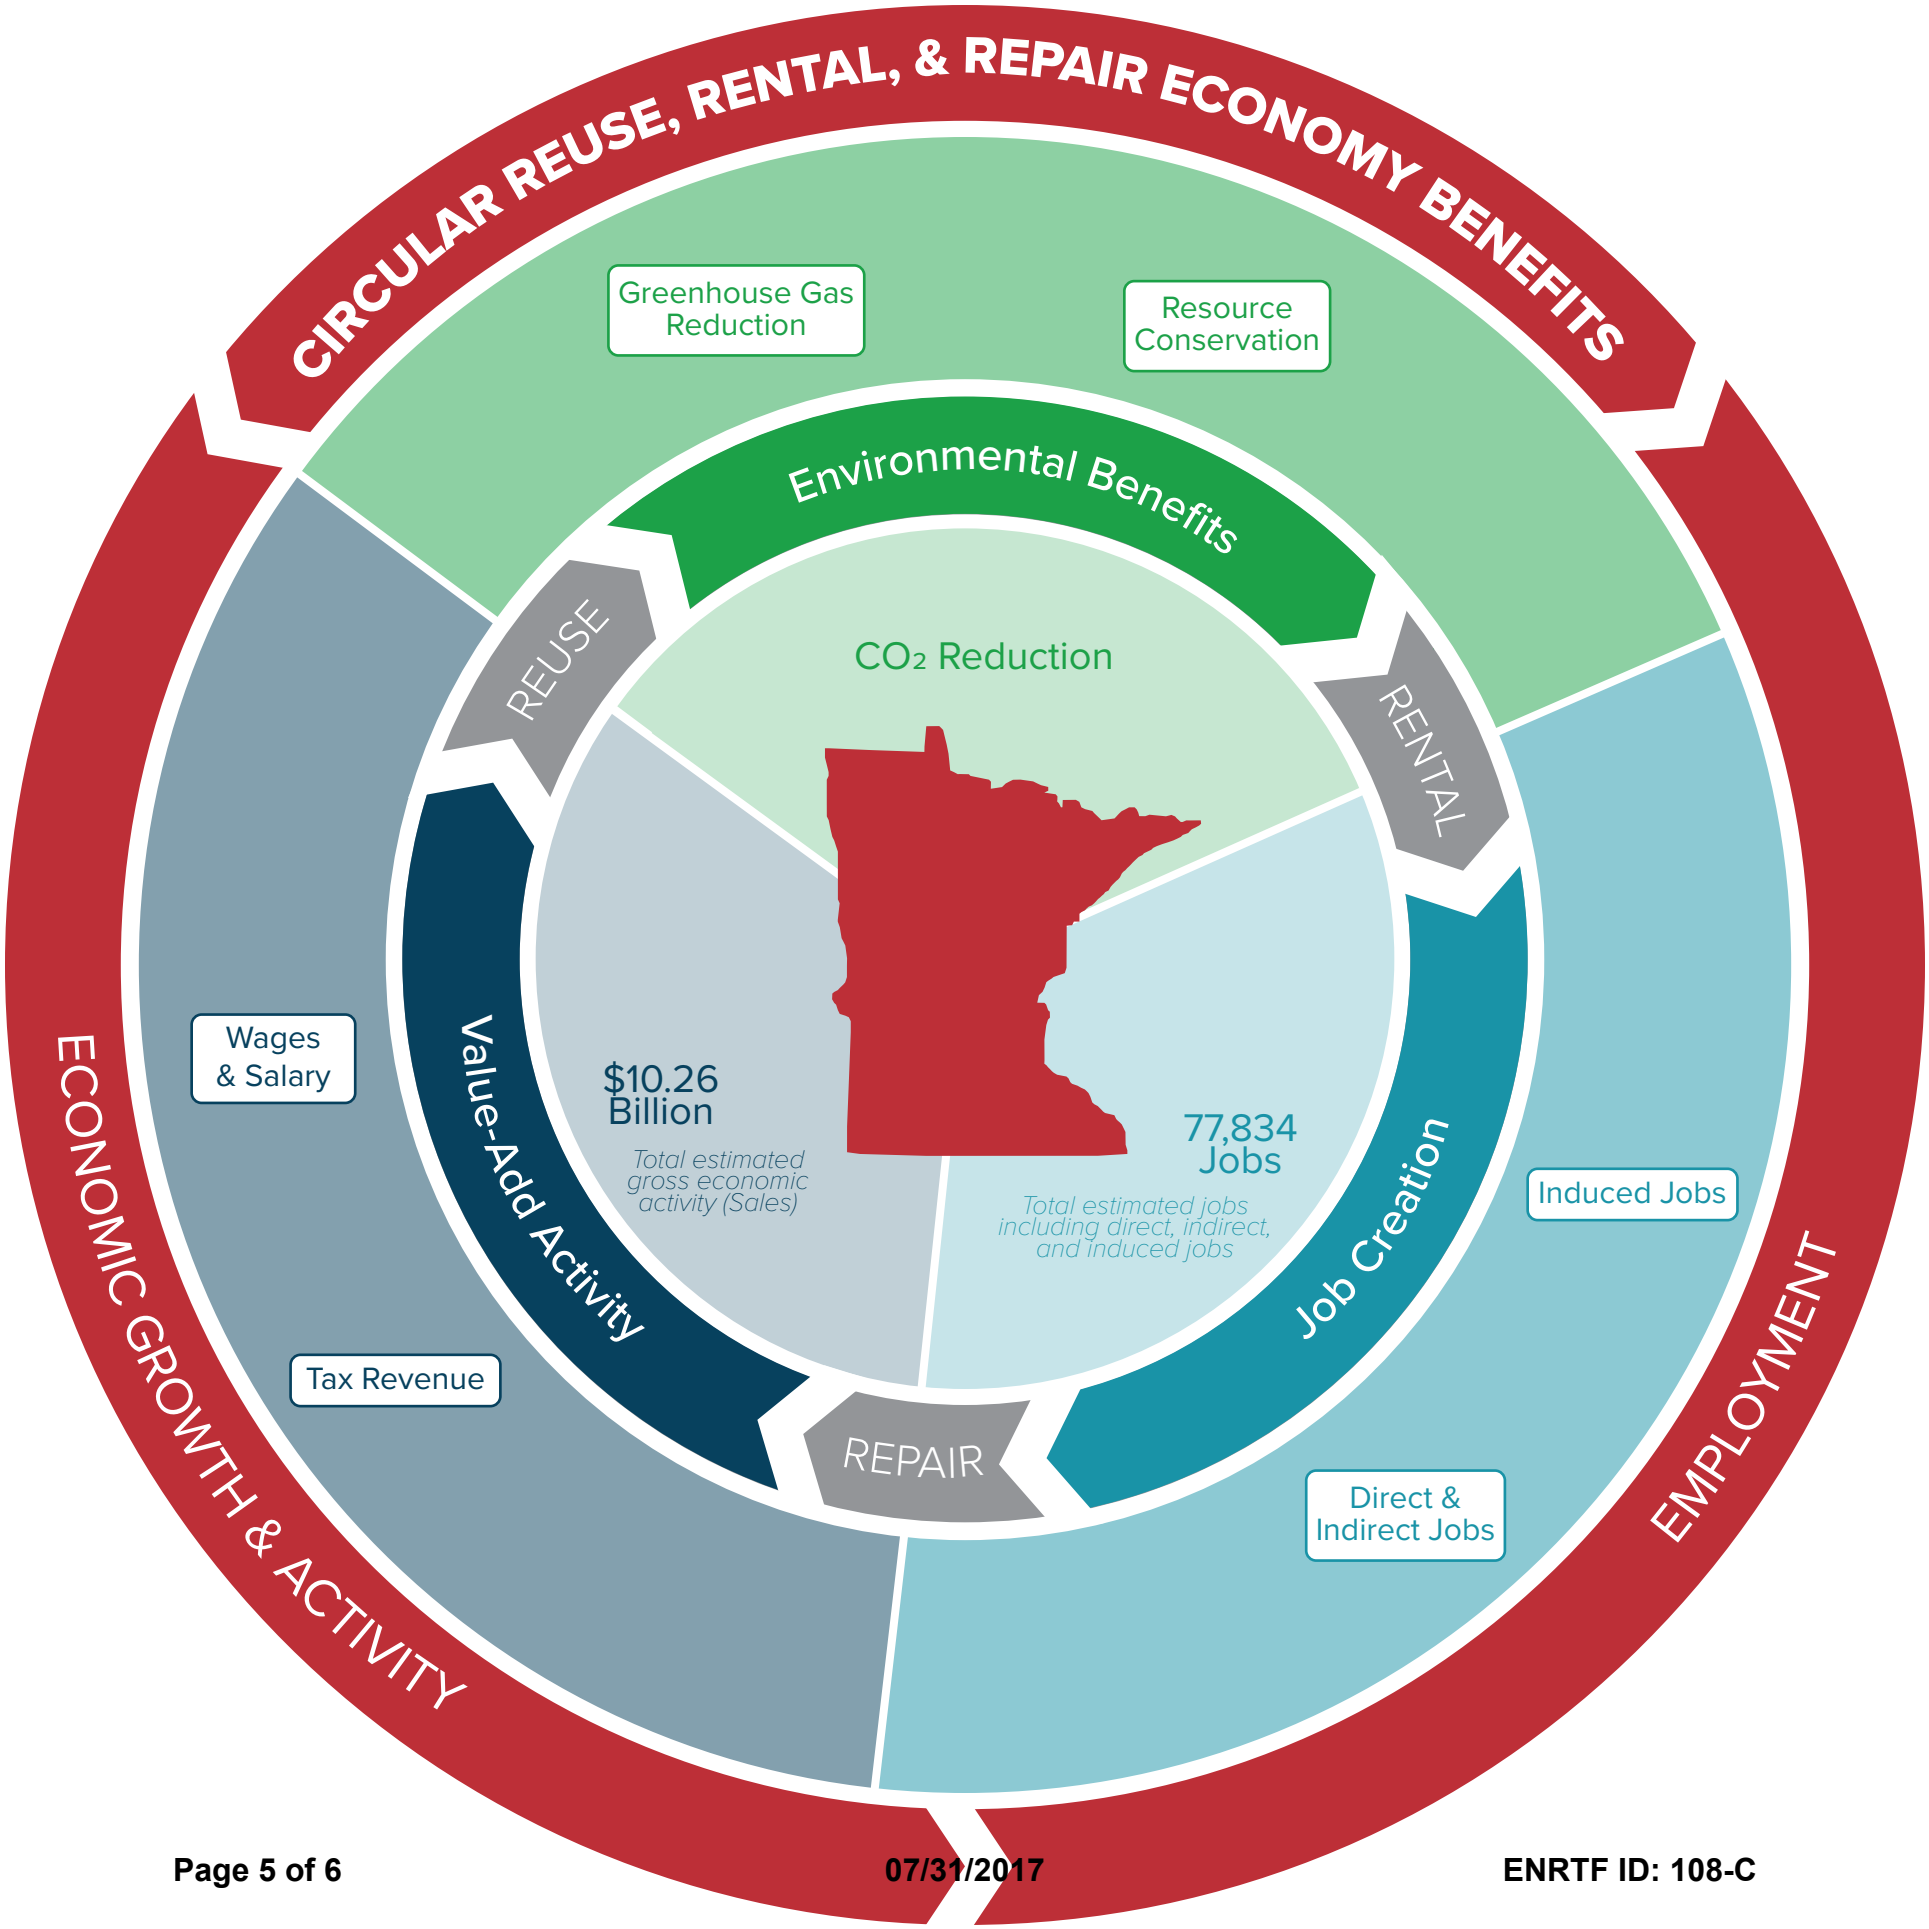 CIRCULAR REUSE, RENTAL, & REPAIR ECONOMY BENEFITS
Greenhouse Gas
Reduction
Resource
Conservation
Environmental Benefits
REUSE
RENTAL
CO₂ Reduction
Wages
& Salary
Value-Add Activity
$10.26
Billion
Total estimated
gross economic
activity (Sales)
77,834
Jobs
Total estimated jobs
including direct, indirect,
and induced jobs
Job Creation
Induced Jobs
ECONOMIC GROWTH & ACTIVITY
EMPLOYMENT
Tax Revenue
REPAIR
Direct &
Indirect Jobs
Page 5 of 6
07/31/2017
ENRTF ID: 108-C